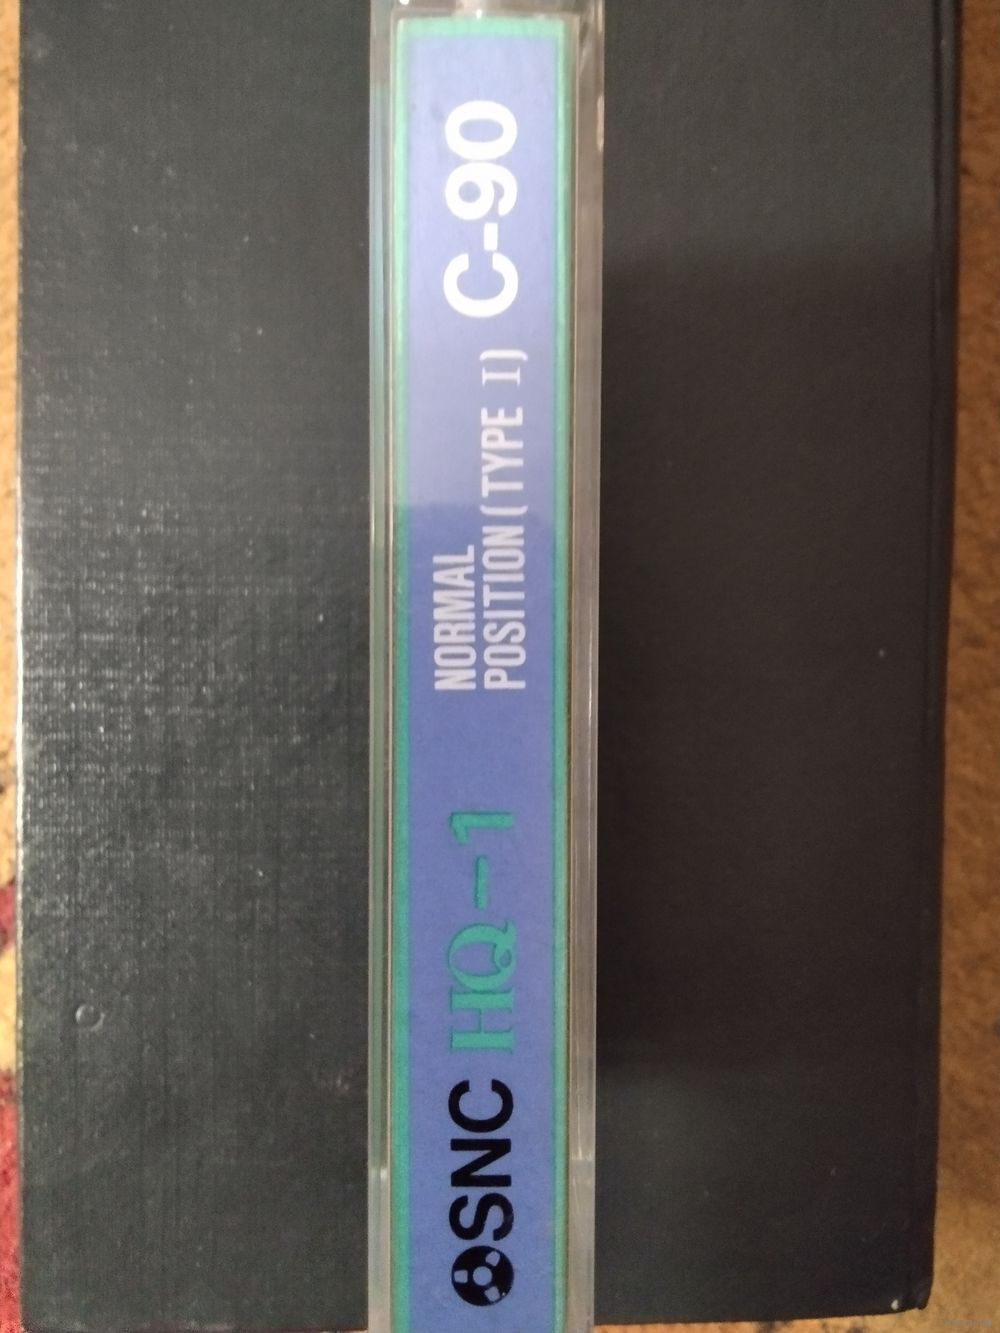 SNC HQ-1
NORMAL
POSITION (TYPE I)
C-90